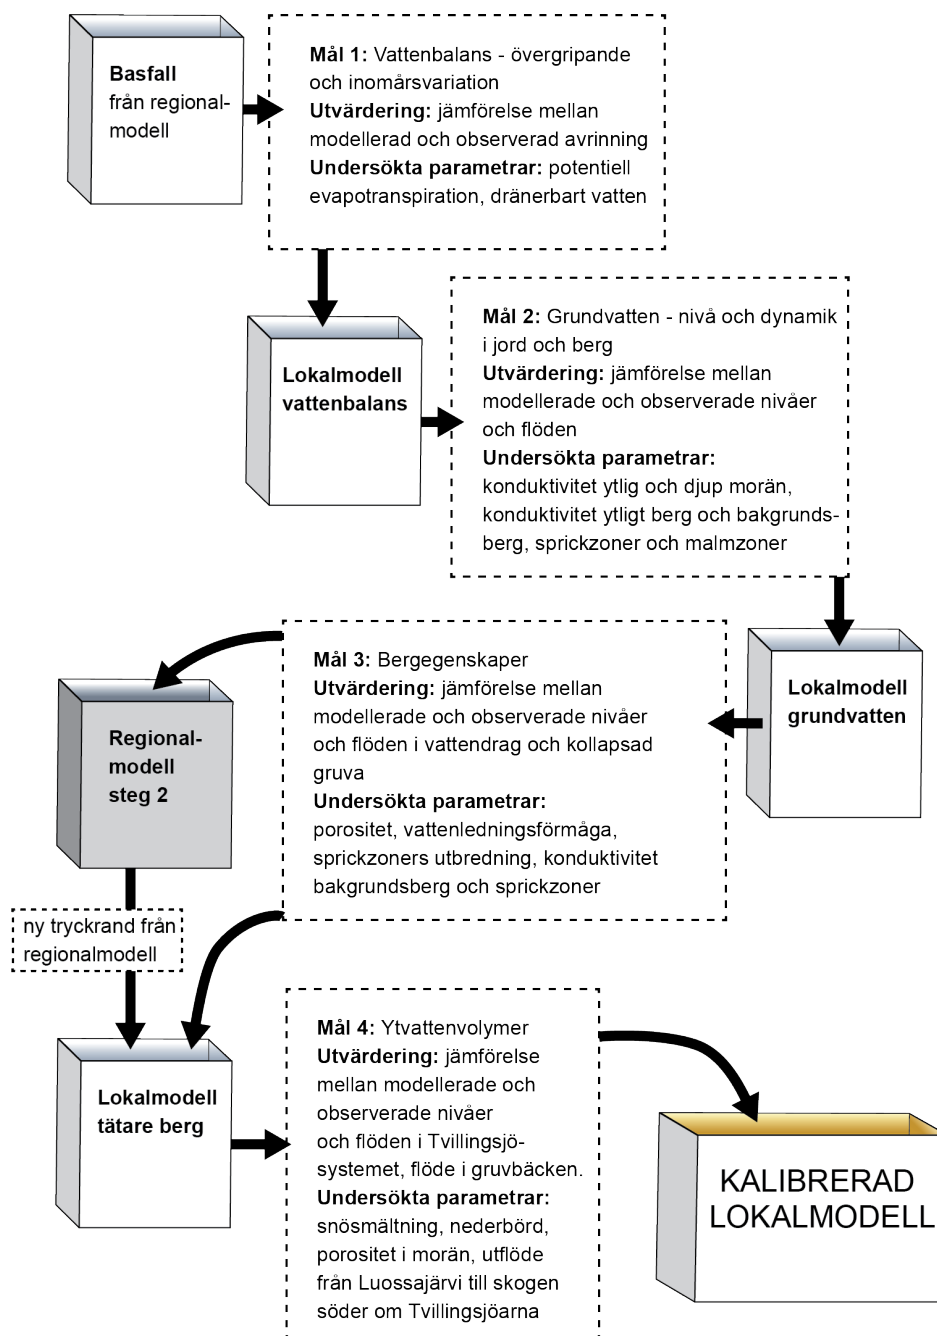 Basfall
från regional-
modell
Mål 1: Vattenbalans - övergripande
och inomårsvariation
Utvärdering: jämförelse mellan
modellerad och observerad avrinning
Undersökta parametrar: potentiell
evapotranspiration, dränerbart vatten
Lokalmodell
vattenbalans
Mål 2: Grundvatten - nivå och dynamik
i jord och berg
Utvärdering: jämförelse mellan
modellerade och observerade nivåer
och flöden
Undersökta parametrar:
konduktivitet ytlig och djup morän,
konduktivitet ytligt berg och bakgrunds-
berg, sprickzoner och malmzoner
Lokalmodell
grundvatten
Mål 3: Bergegenskaper
Utvärdering: jämförelse mellan
modellerade och observerade nivåer
och flöden i vattendrag och kollapsad
gruva
Undersökta parametrar:
porositet, vattenledningsförmåga,
sprickzoners utbredning, konduktivitet
bakgrundsberg och sprickzoner
Regional-
modell
steg 2
ny tryckrand från
regionalmodell
Lokalmodell
tätare berg
Mål 4: Ytvattenvolymer
Utvärdering: jämförelse
mellan modellerade och
observerade nivåer
och flöden i Tvillingsjö-
systemet, flöde i gruvbäcken.
Undersökta parametrar:
snösmältning, nederbörd,
porositet i morän, utflöde
från Luossajärvi till skogen
söder om Tvillingsjöarna
KALIBRERAD
LOKALMODELL